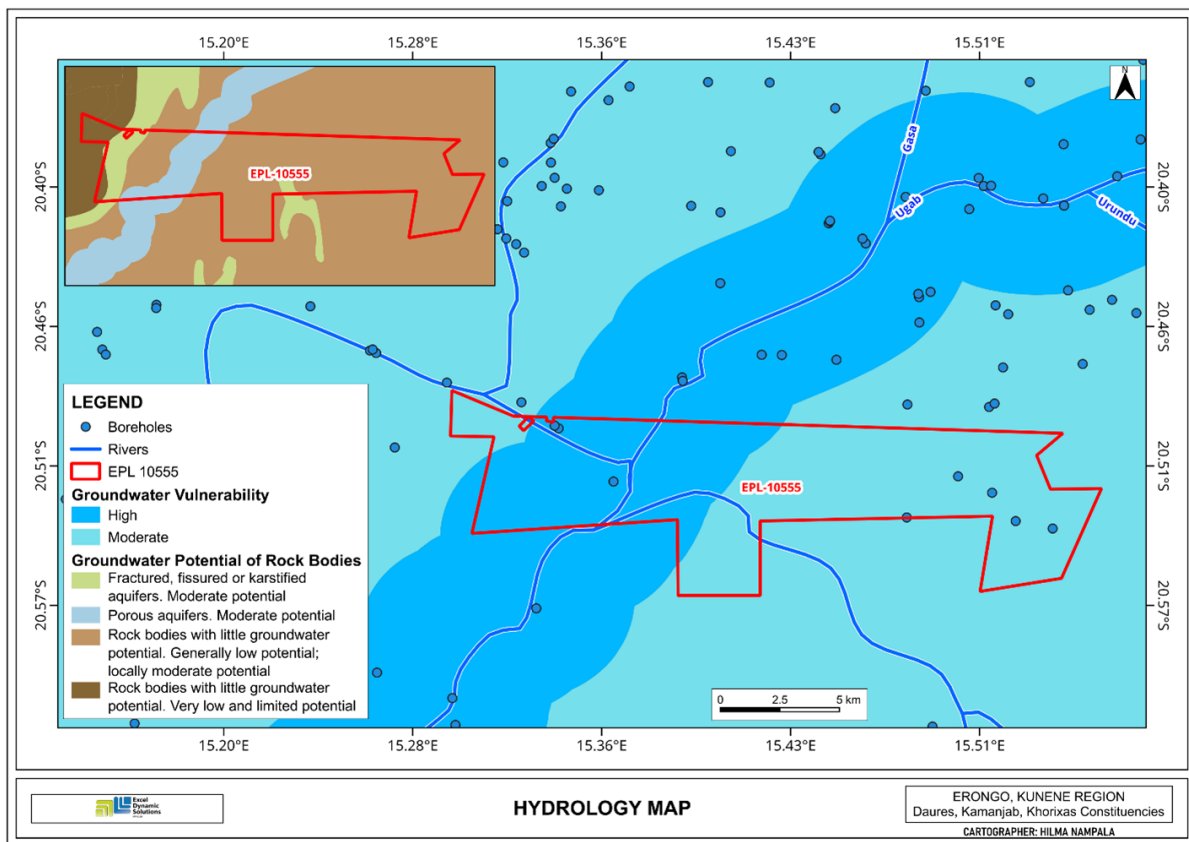 15.20°E 15.28°E 15.36°E 15.43°E 15.51°E
N
EPL-10555
Gasa
Ugab
Urundu
20.40°S 20.40°S
20.46°S 20.46°S
20.51°S 20.51°S
20.57°S 20.57°S
EPL-10555
LEGEND
Boreholes
Rivers
EPL 10555
Groundwater Vulnerability
High
Moderate
Groundwater Potential of Rock Bodies
Fractured, fissured or karstified
aquifers. Moderate potential
Porous aquifers. Moderate potential
Rock bodies with little groundwater
potential. Generally low potential;
locally moderate potential
Rock bodies with little groundwater
potential. Very low and limited potential
0 2.5 5 km
15.20°E 15.28°E 15.36°E 15.43°E 15.51°E
Excel
Dynamic
Solutions
HYDROLOGY MAP
ERONGO, KUNENE REGION
Daures, Kamanjab, Khorixas Constituencies
CARTOGRAPHER: HILMA NAMPALA